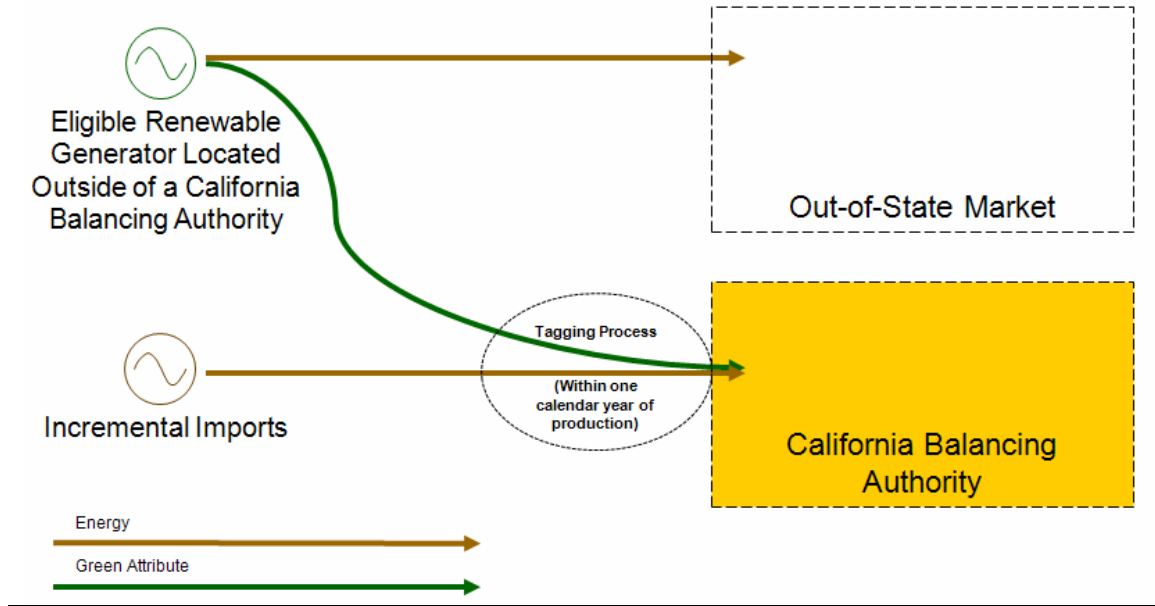 Eligible Renewable
Generator Located
Outside of a California
Balancing Authority
Out-of-State Market
Tagging Process
(Within one
calendar year of
production)
Incremental Imports
California Balancing
Authority
Energy
Green Attribute